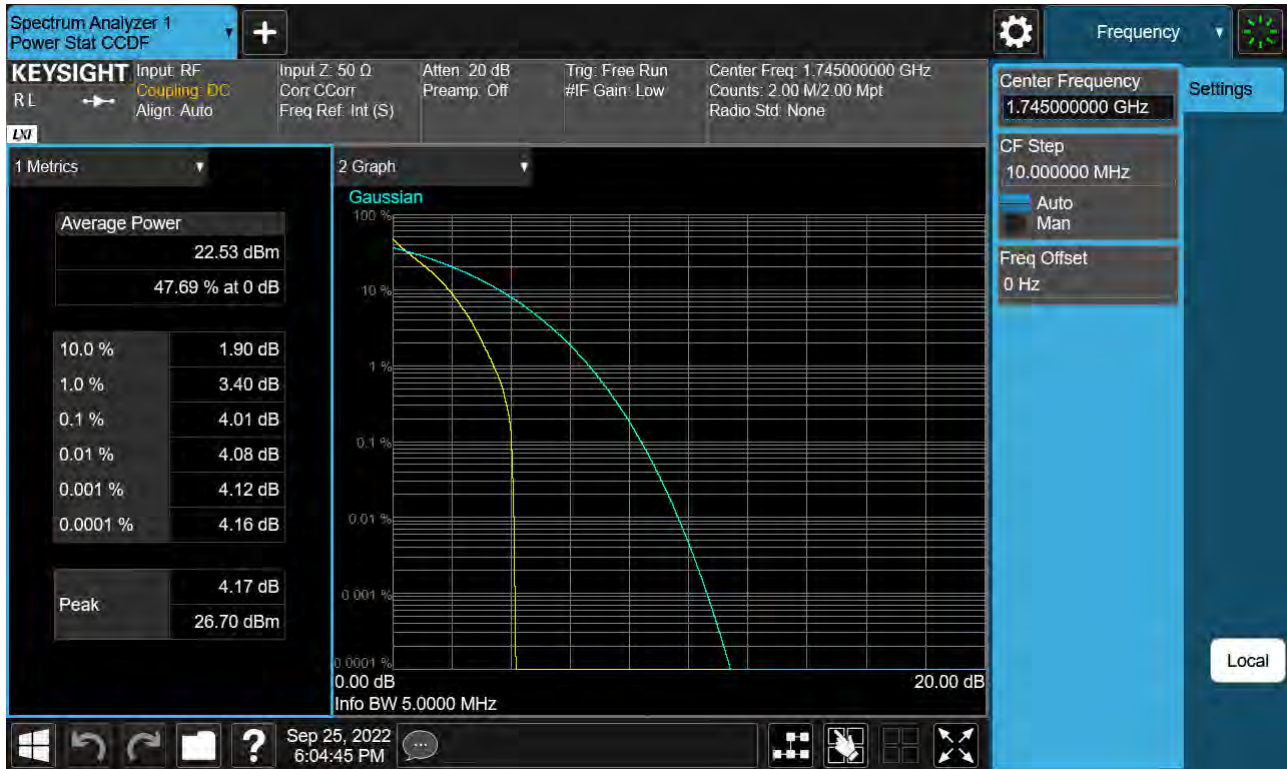 Spectrum Analyzer 1
Power Stat CCDF
Frequency
KEYSIGHT
RL
LXI
Input: RF
Coupling: DC
Align: Auto
Input Z: 50 Ω
Corr CCorr
Freq Ref: Int (S)
Atten: 20 dB
Preamp: Off
Trig: Free Run
#IF Gain: Low
Center Freq: 1.745000000 GHz
Counts: 2.00 M/2.00 Mpt
Radio Std: None
Center Frequency
1.745000000 GHz
Settings
CF Step
10.000000 MHz
Auto
Man
Freq Offset
0 Hz
Local
1 Metrics
Average Power
22.53 dBm
47.69 % at 0 dB
10.0 % 1.90 dB
1.0 % 3.40 dB
0.1 % 4.01 dB
0.01 % 4.08 dB
0.001 % 4.12 dB
0.0001 % 4.16 dB
Peak 4.17 dB
26.70 dBm
2 Graph
Gaussian
100 %
10 %
1 %
0.1 %
0.01 %
0.001 %
0.0001 %
0.00 dB 20.00 dB
Info BW 5.0000 MHz
?
Sep 25, 2022
6:04:45 PM